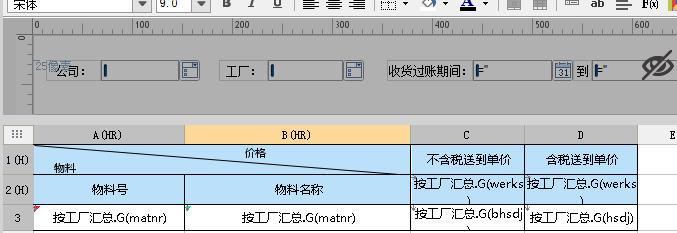 宋体 9.0 B I U A ab F(x)
0 100 200 300 400 500 600
25像素
公司： 工厂： 收货过账期间： 31 到
A(HR) B(HR) C D E
1(H) 价格 不含税送到单价 含税送到单价
物料
2(H) 物料号 物料名称 按工厂汇总.G(werks) 按工厂汇总.G(werks)
3 按工厂汇总.G(matnr) 按工厂汇总.G(matnr) 按工厂汇总.G(bhsdj) 按工厂汇总.G(hsdj)